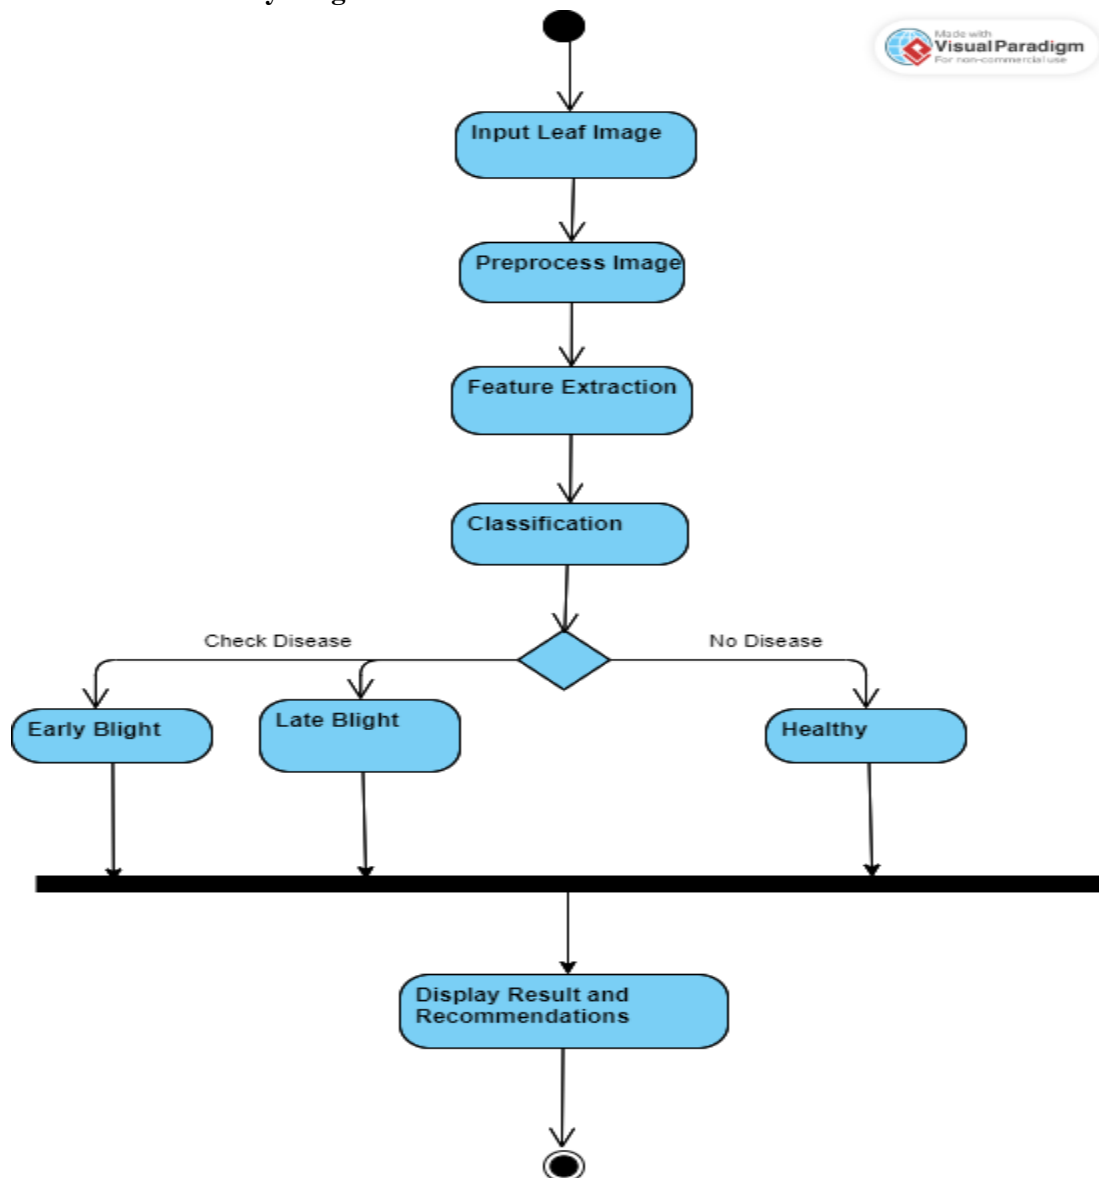 Made with
Visual Paradigm
For non-commercial use
Input Leaf Image
Preprocess Image
Feature Extraction
Classification
Check Disease
No Disease
Early Blight
Late Blight
Healthy
Display Result and
Recommendations